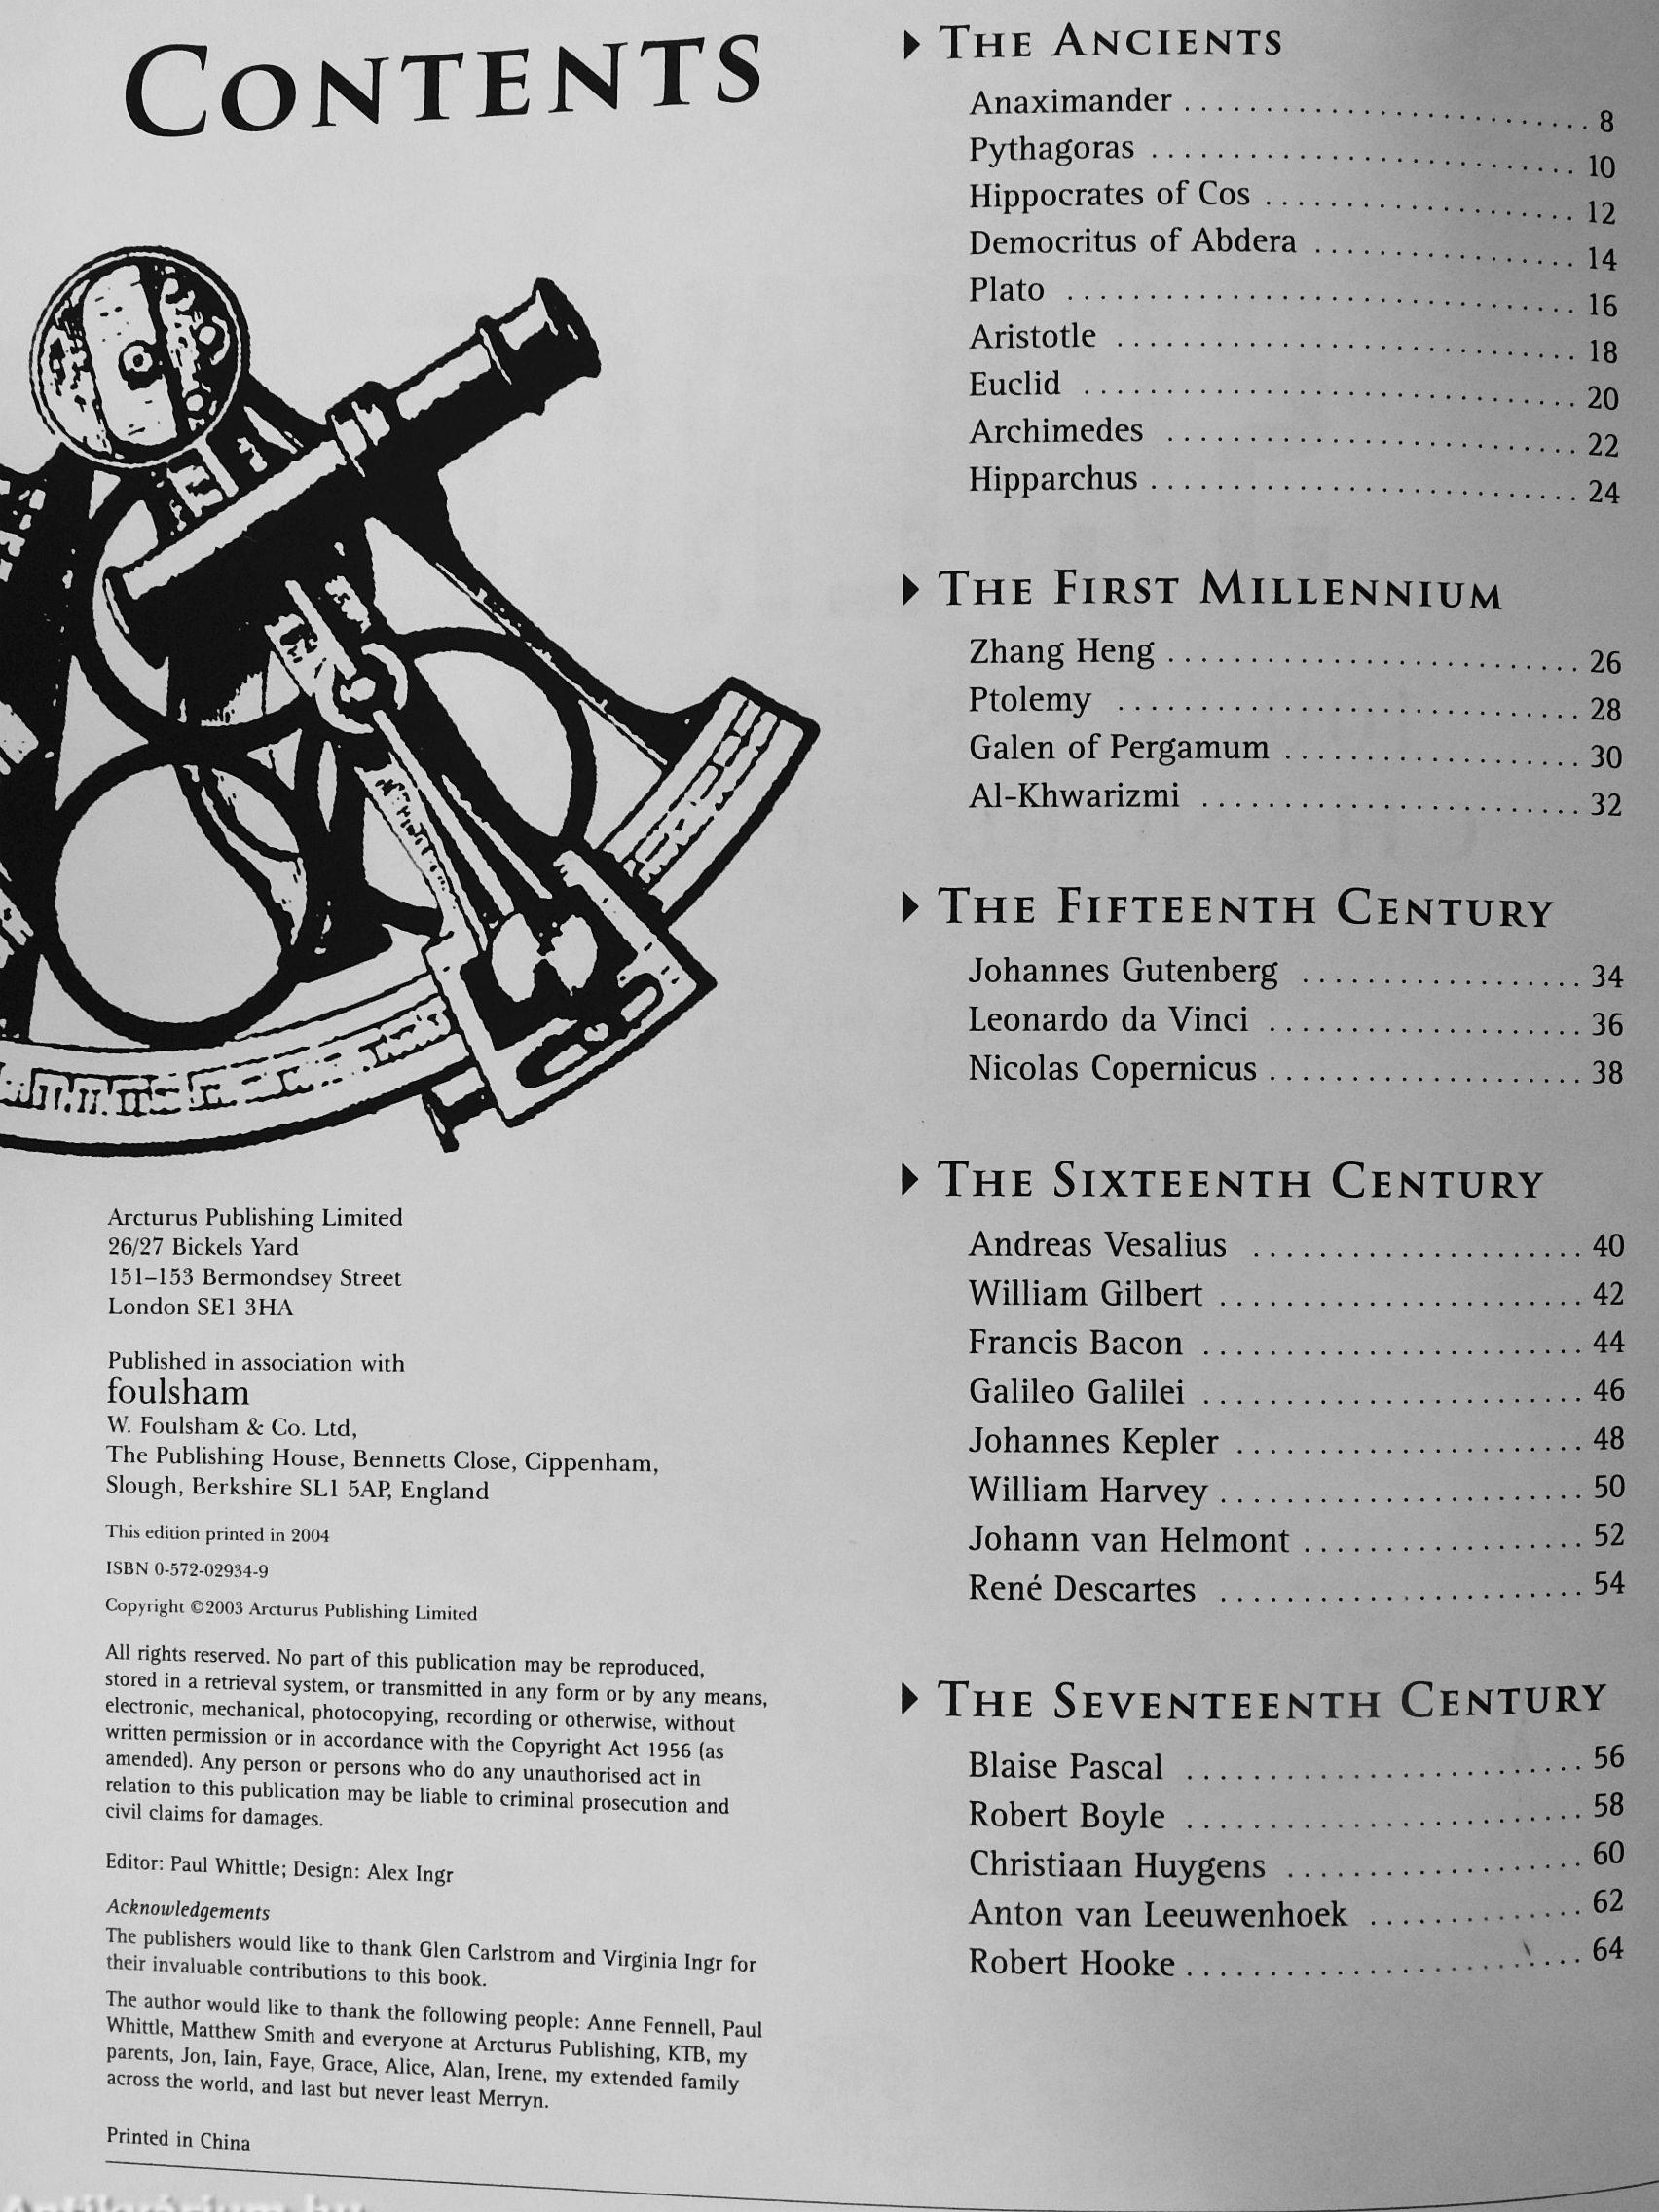 CONTENTS
THE ANCIENTS
Anaximander 8
Pythagoras 10
Hippocrates of Cos 12
Democritus of Abdera 14
Plato 16
Aristotle 18
Euclid 20
Archimedes 22
Hipparchus 24
THE FIRST MILLENNIUM
Zhang Heng 26
Ptolemy 28
Galen of Pergamum 30
Al-Khwarizmi 32
THE FIFTEENTH CENTURY
Johannes Gutenberg 34
Leonardo da Vinci 36
Nicolas Copernicus 38
THE SIXTEENTH CENTURY
Andreas Vesalius 40
William Gilbert 42
Francis Bacon 44
Galileo Galilei 46
Johannes Kepler 48
William Harvey 50
Johann van Helmont 52
René Descartes 54
THE SEVENTEENTH CENTURY
Blaise Pascal 56
Robert Boyle 58
Christiaan Huygens 60
Anton van Leeuwenhoek 62
Robert Hooke 64
Arcturus Publishing Limited
26/27 Bickels Yard
151–153 Bermondsey Street
London SE1 3HA
Published in association with
foulsham
W. Foulsham & Co. Ltd,
The Publishing House, Bennetts Close, Cippenham,
Slough, Berkshire SL1 5AP, England
This edition printed in 2004
ISBN 0-572-02934-9
Copyright ©2003 Arcturus Publishing Limited
All rights reserved. No part of this publication may be reproduced,
stored in a retrieval system, or transmitted in any form or by any means,
electronic, mechanical, photocopying, recording or otherwise, without
written permission or in accordance with the Copyright Act 1956 (as
amended). Any person or persons who do any unauthorised act in
relation to this publication may be liable to criminal prosecution and
civil claims for damages.
Editor: Paul Whittle; Design: Alex Ingr
Acknowledgements
The publishers would like to thank Glen Carlstrom and Virginia Ingr for
their invaluable contributions to this book.
The author would like to thank the following people: Anne Fennell, Paul
Whittle, Matthew Smith and everyone at Arcturus Publishing, KTB, my
parents, Jon, Iain, Faye, Grace, Alice, Alan, Irene, my extended family
across the world, and last but never least Merryn.
Printed in China